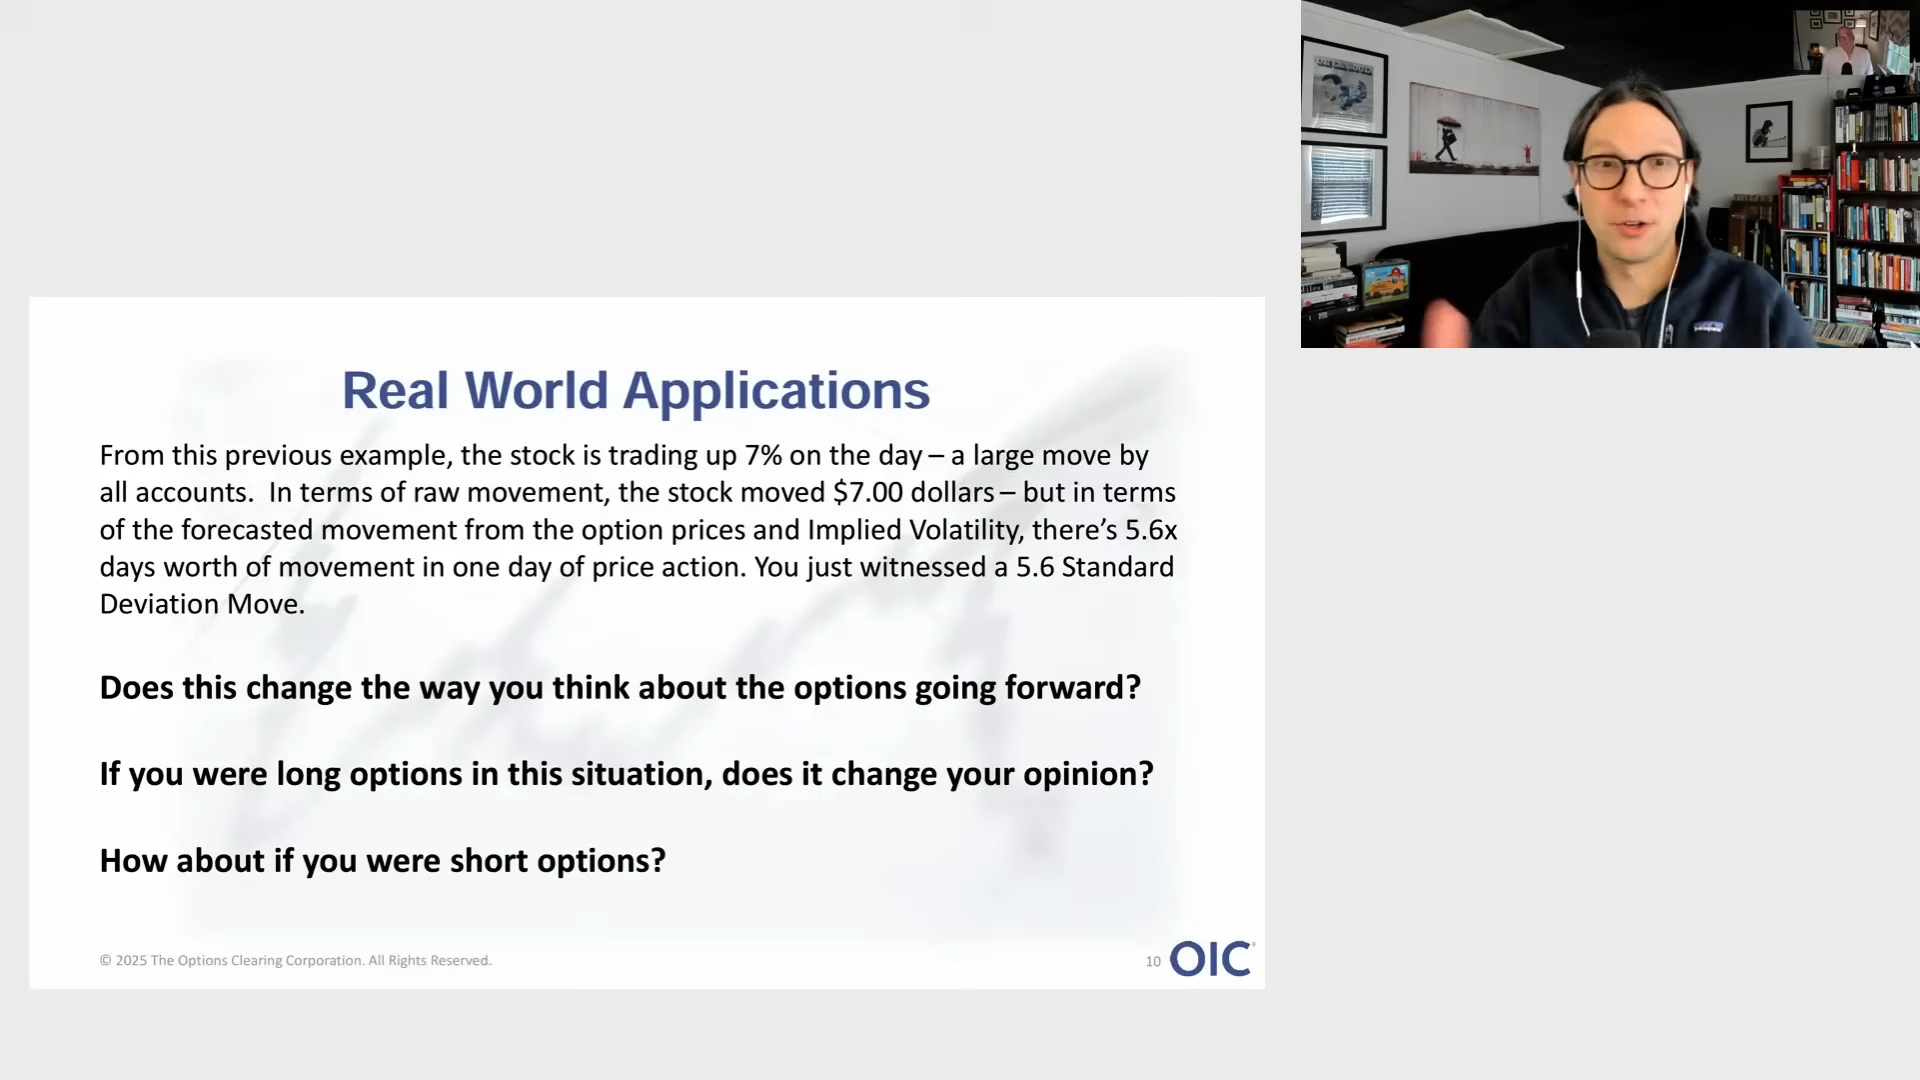 Real World Applications
From this previous example, the stock is trading up 7% on the day – a large move by
all accounts.  In terms of raw movement, the stock moved $7.00 dollars – but in terms
of the forecasted movement from the option prices and Implied Volatility, there’s 5.6x
days worth of movement in one day of price action. You just witnessed a 5.6 Standard
Deviation Move.
Does this change the way you think about the options going forward?
If you were long options in this situation, does it change your opinion?
How about if you were short options?
© 2025 The Options Clearing Corporation. All Rights Reserved.
10
OIC